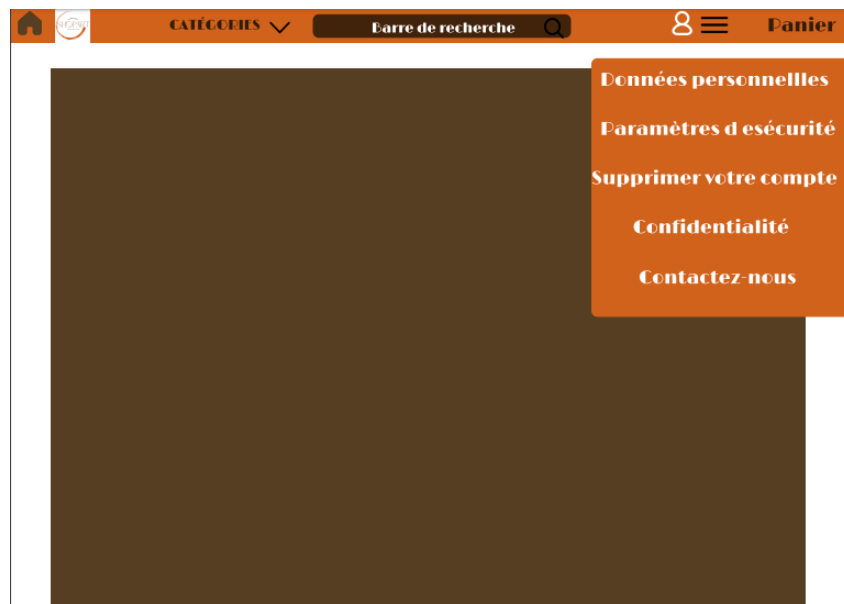 CATÉGORIES
Barre de recherche
Panier
Données personnellles
Paramètres d esécurité
Supprimer votre compte
Confidentialité
Contactez-nous